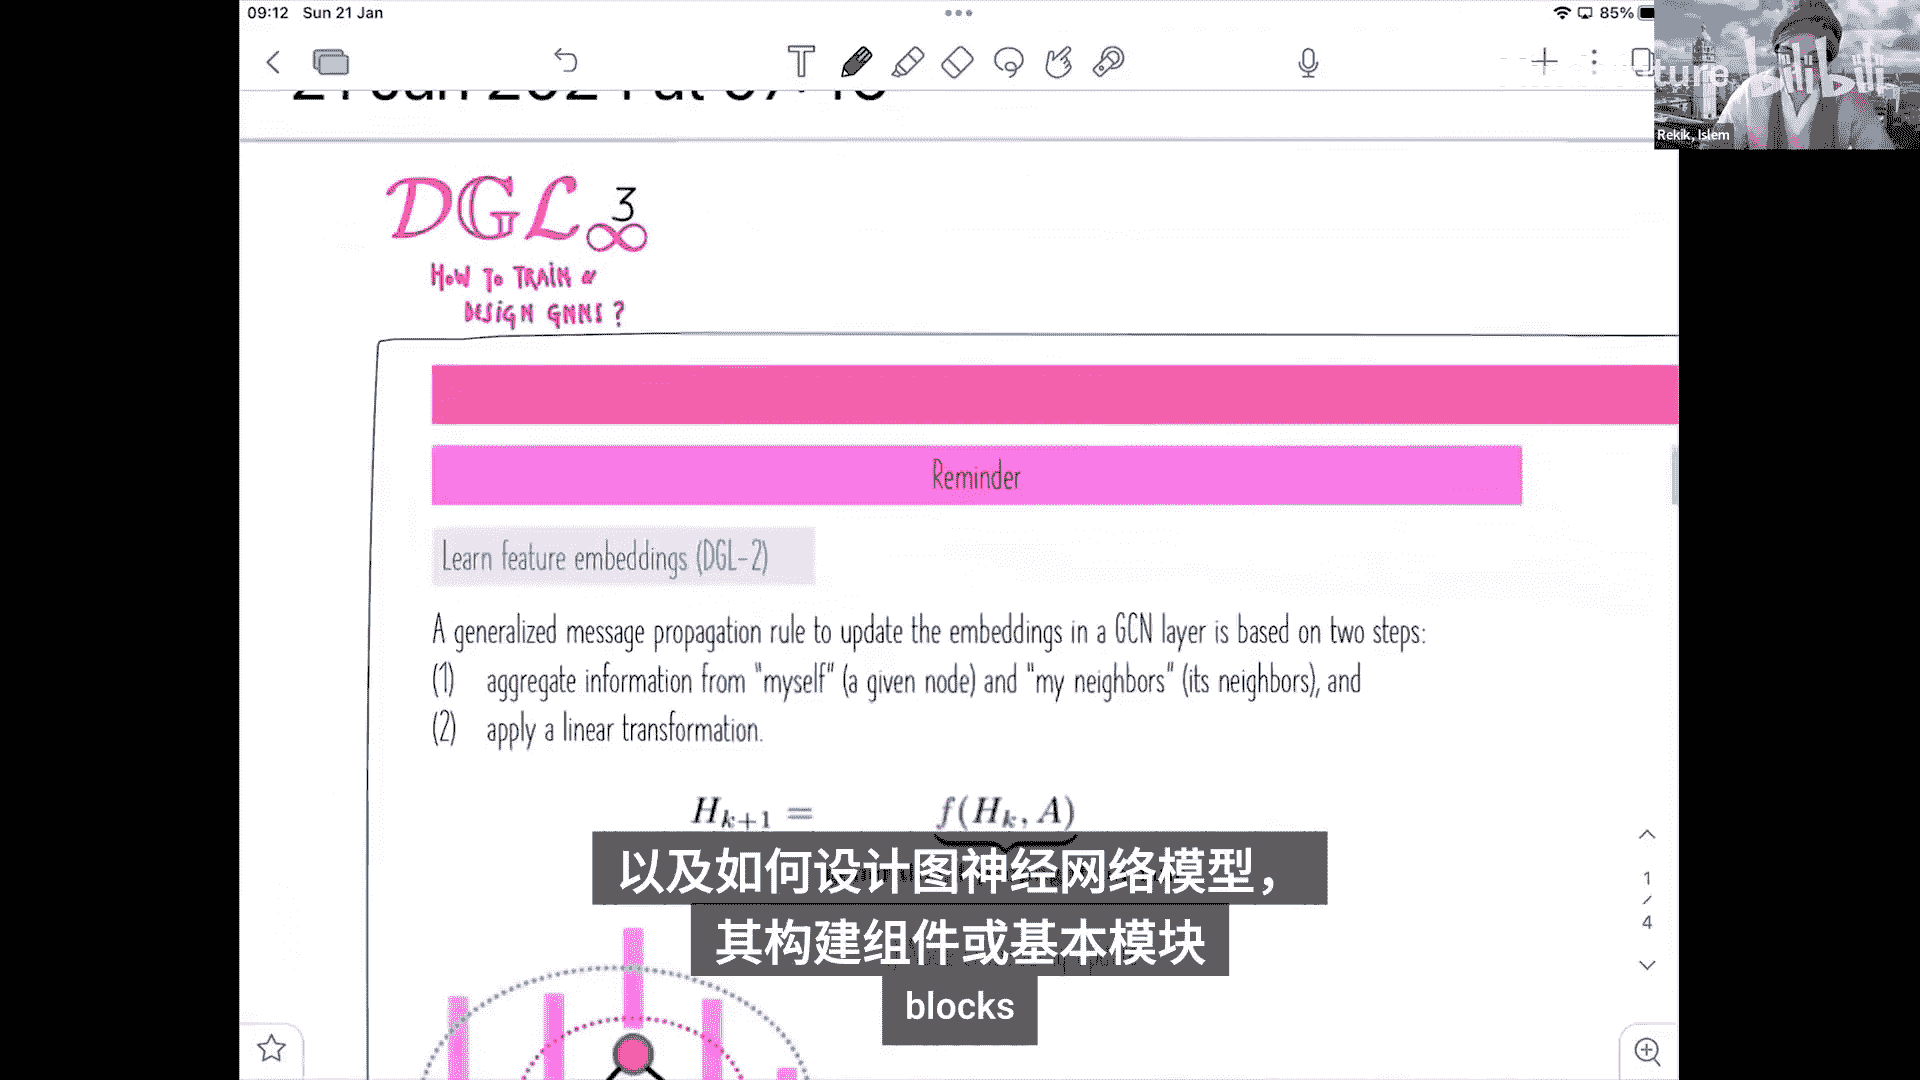 09:12 Sun 21 Jan
85%
bilibili
Rekik, Islem
DGL 3
HOW TO TRAIN &
DESIGN GNNS ?
Reminder
Learn feature embeddings (DGL-2)
A generalized message propagation rule to update the embeddings in a GCN layer is based on two steps:
(1) aggregate information from "myself" (a given node) and "my neighbors" (its neighbors), and
(2) apply a linear transformation.
H_{k+1} = f(H_k, A)
以及如何设计图神经网络模型，
其构建组件或基本模块
blocks
1
/
4